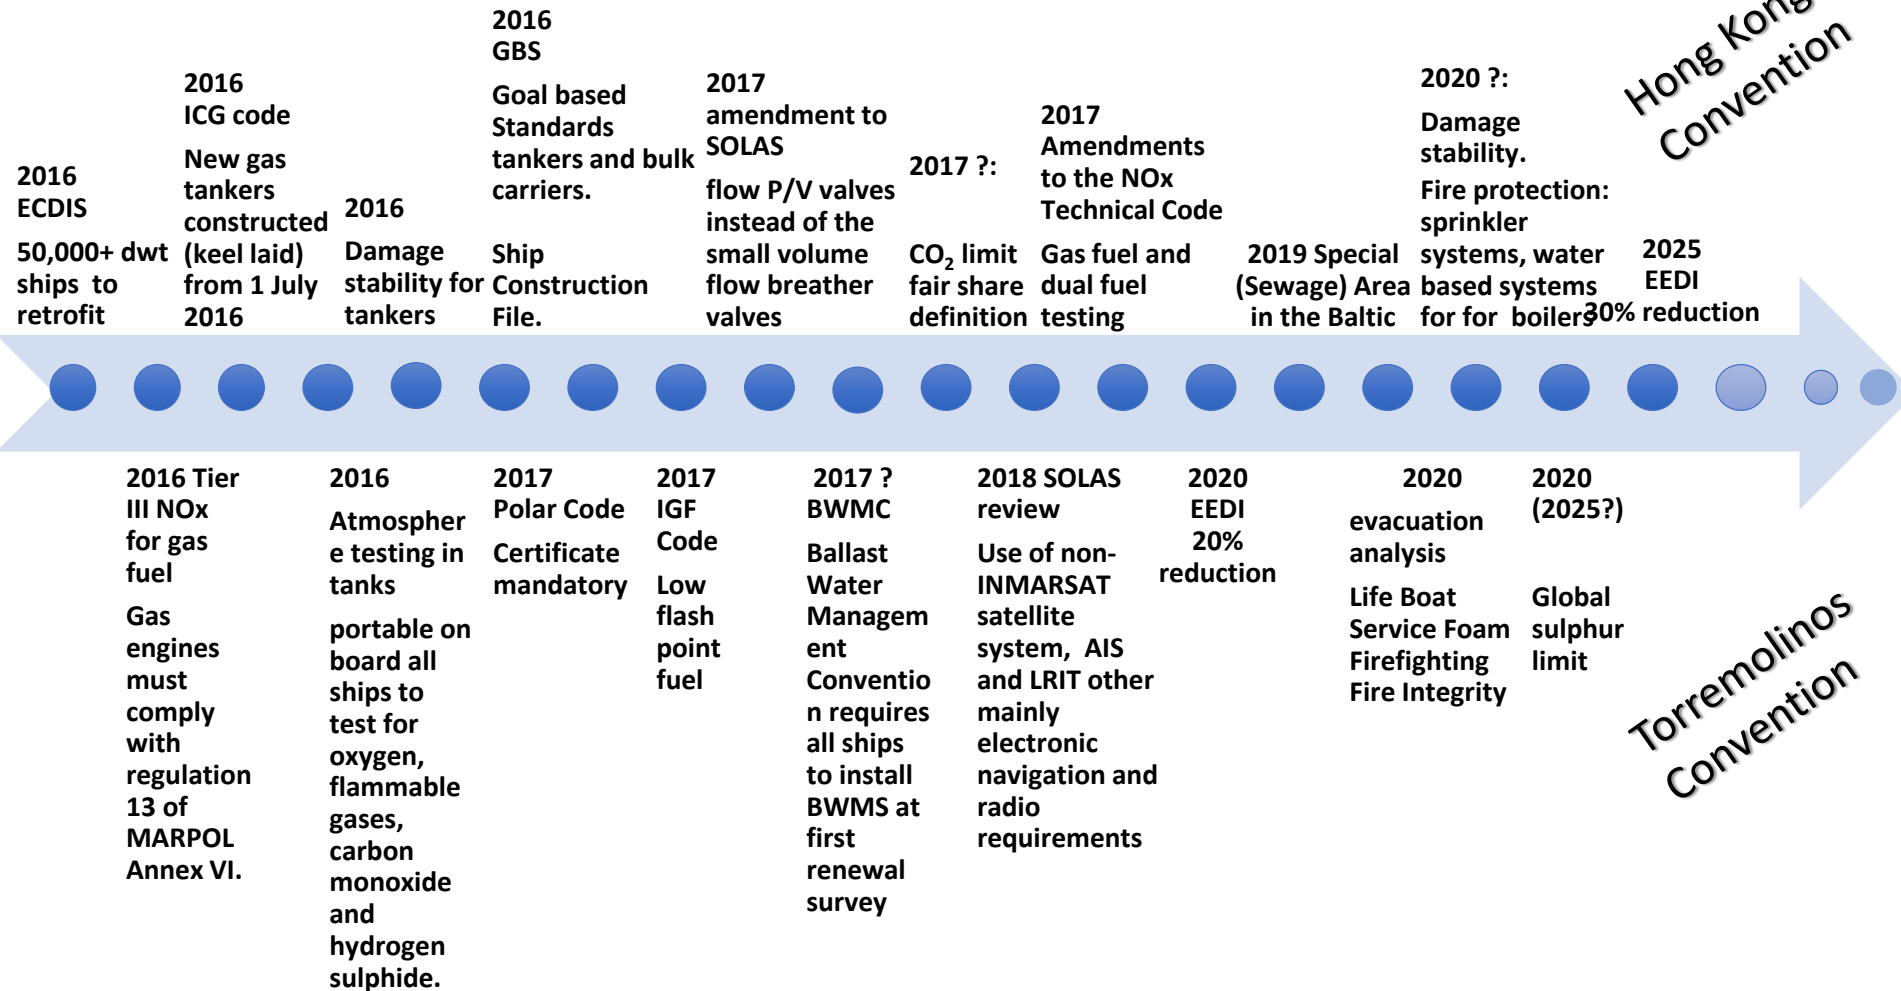 2016
ECDIS
50,000+ dwt
ships to
retrofit
2016
ICG code
New gas
tankers
constructed
(keel laid)
from 1 July
2016
2016
Damage
stability for
tankers
2016
GBS
Goal based
Standards
tankers and bulk
carriers.
Ship
Construction
File.
2017
amendment to
SOLAS
flow P/V valves
instead of the
small volume
flow breather
valves
2017 ?:
CO2 limit
fair share
definition
2017
Amendments
to the NOx
Technical Code
Gas fuel and
dual fuel
testing
2019 Special
(Sewage) Area
in the Baltic
2020 ?:
Damage
stability.
Fire protection:
sprinkler
systems, water
based systems
for for boilers
2025
EEDI
30% reduction
Hong Kong
Convention
2016 Tier
III NOx
for gas
fuel
Gas
engines
must
comply
with
regulation
13 of
MARPOL
Annex VI.
2016
Atmospher
e testing in
tanks
portable on
board all
ships to
test for
oxygen,
flammable
gases,
carbon
monoxide
and
hydrogen
sulphide.
2017
Polar Code
Certificate
mandatory
2017
IGF
Code
Low
flash
point
fuel
2017 ?
BWMC
Ballast
Water
Managem
ent
Conventio
n requires
all ships
to install
BWMS at
first
renewal
survey
2018 SOLAS
review
Use of non-
INMARSAT
satellite
system, AIS
and LRIT other
mainly
electronic
navigation and
radio
requirements
2020
EEDI
20%
reduction
2020
evacuation
analysis
Life Boat
Service Foam
Firefighting
Fire Integrity
2020
(2025?)
Global
sulphur
limit
Torremolinos
Convention